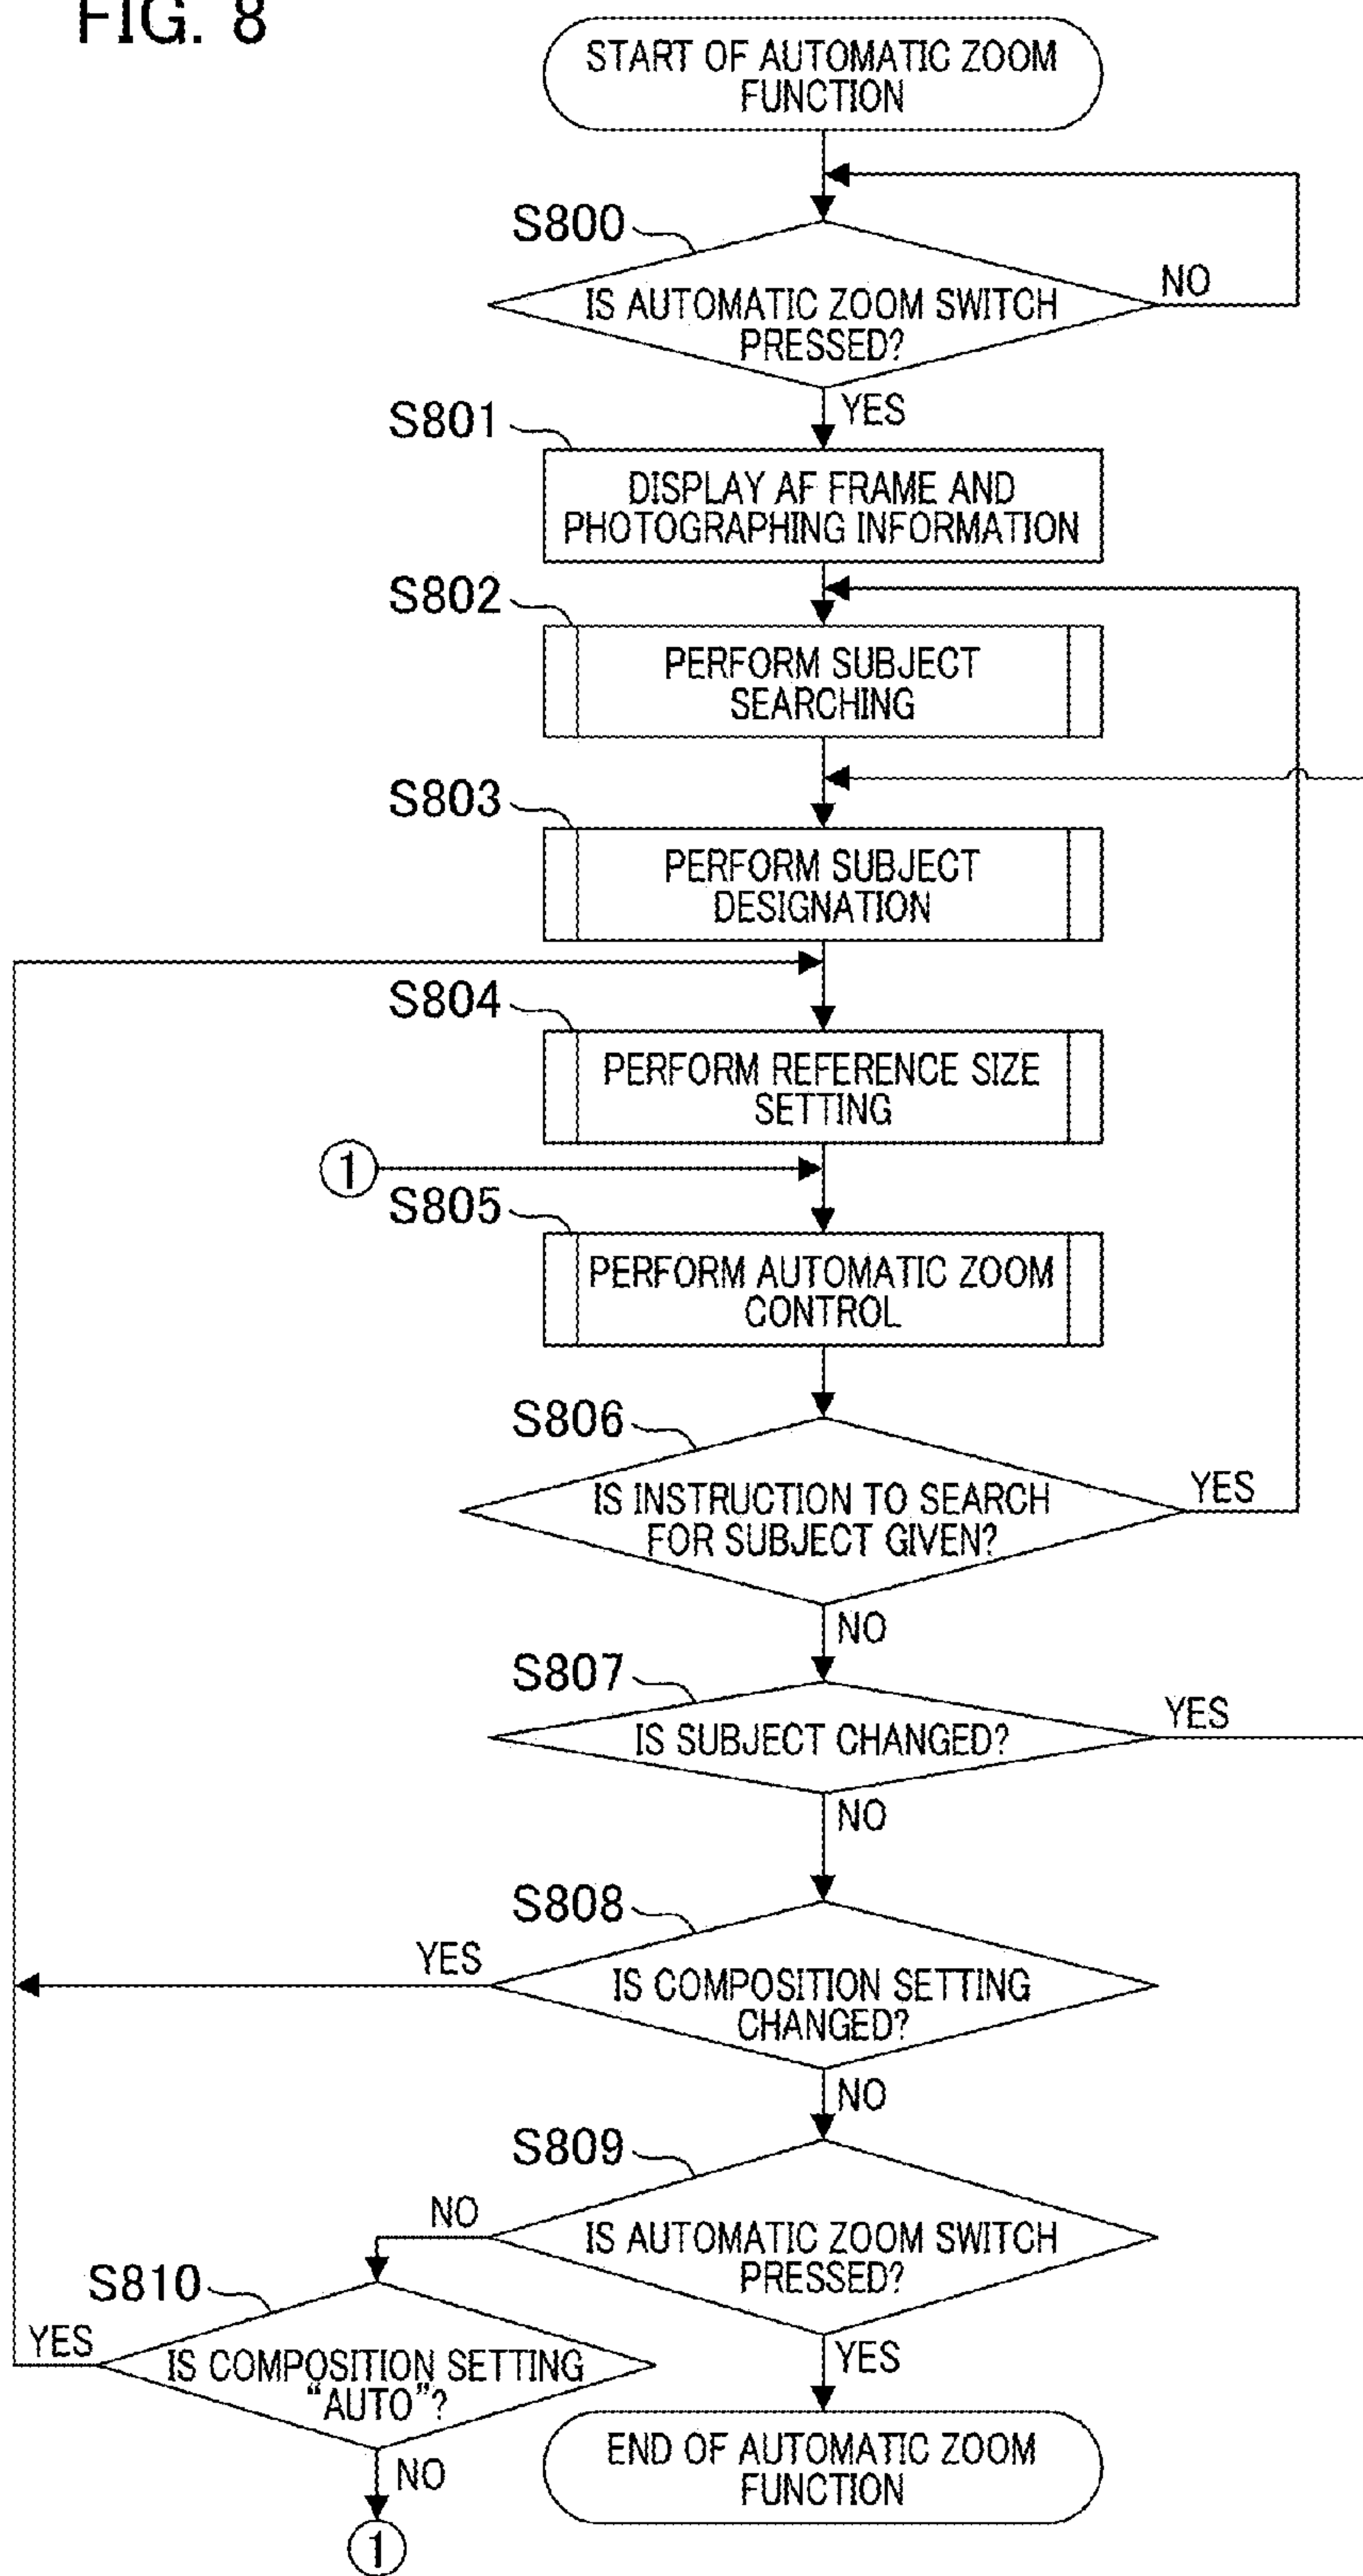 FIG. 8
START OF AUTOMATIC ZOOM
FUNCTION
S800
IS AUTOMATIC ZOOM SWITCH
PRESSED?
NO
YES
S801
DISPLAY AF FRAME AND
PHOTOGRAPHING INFORMATION
S802
PERFORM SUBJECT
SEARCHING
S803
PERFORM SUBJECT
DESIGNATION
S804
PERFORM REFERENCE SIZE
SETTING
1
S805
PERFORM AUTOMATIC ZOOM
CONTROL
S806
IS INSTRUCTION TO SEARCH
FOR SUBJECT GIVEN?
YES
NO
S807
IS SUBJECT CHANGED?
YES
NO
S808
YES
IS COMPOSITION SETTING
CHANGED?
NO
S809
NO
IS AUTOMATIC ZOOM SWITCH
PRESSED?
YES
S810
YES
IS COMPOSITION SETTING
“AUTO”?
NO
1
END OF AUTOMATIC ZOOM
FUNCTION